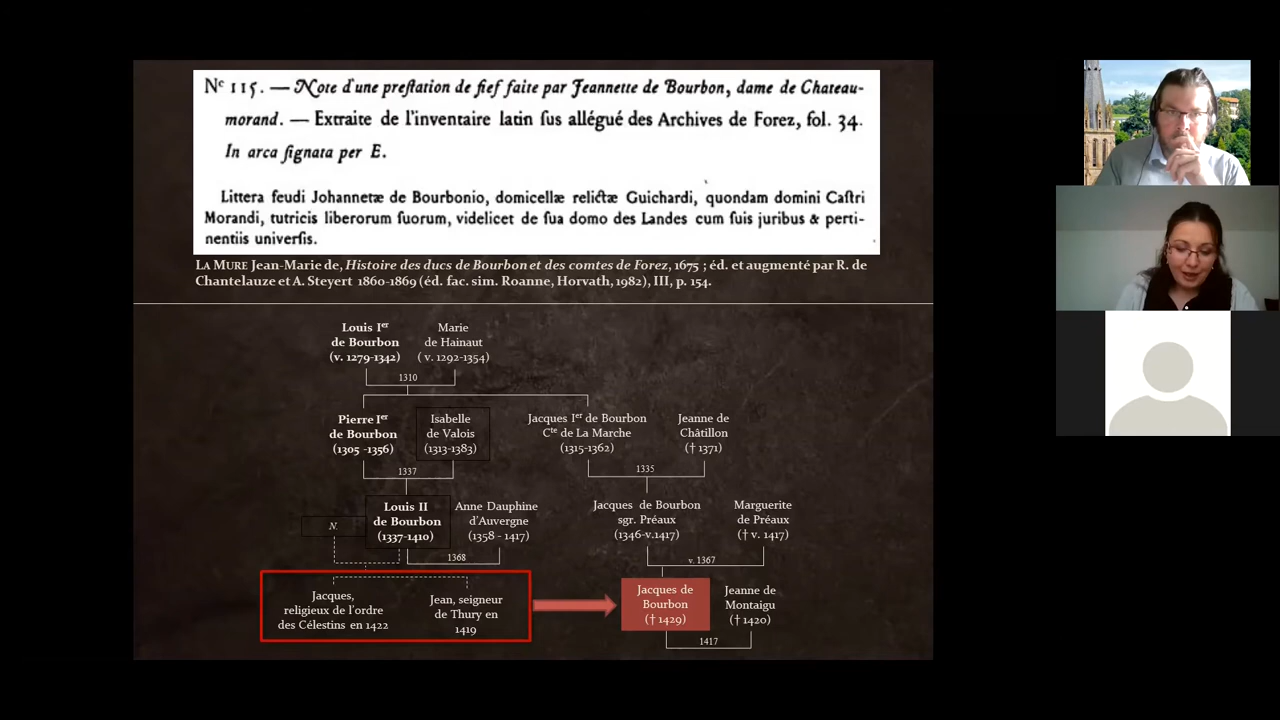 Nᶜ 115. — Note d'une preſtation de fief faite par Jeannette de Bourbon, dame de Chateau-
morand. — Extraite de l'inventaire latin ſus allégué des Archives de Forez, fol. 34.
In arca ſignata per E.
Littera feudi Johannetæ de Bourbonio, domicellæ relictæ Guichardi, quondam domini Caſtri
Morandi, tutricis liberorum ſuorum, videlicet de ſua domo des Landes cum ſuis juribus & perti-
nentiis univerſis.
LA MURE Jean-Marie de, Histoire des ducs de Bourbon et des comtes de Forez, 1675 ; éd. et augmenté par R. de
Chantelauze et A. Steyert 1860-1869 (éd. fac. sim. Roanne, Horvath, 1982), III, p. 154.
Louis Iᵉʳ
de Bourbon
(v. 1279-1342)
Marie
de Hainaut
( v. 1292-1354)
1310
Pierre Iᵉʳ
de Bourbon
(1305 -1356)
Isabelle
de Valois
(1313-1383)
Jacques Iᵉʳ de Bourbon
Cᵗᵉ de La Marche
(1315-1362)
Jeanne de
Châtillon
(† 1371)
1337
1335
N.
Louis II
de Bourbon
(1337-1410)
Anne Dauphine
d'Auvergne
(1358 - 1417)
Jacques de Bourbon
sgr. Préaux
(1346-v.1417)
Marguerite
de Préaux
(† v. 1417)
1368
v. 1367
Jacques,
religieux de l'ordre
des Célestins en 1422
Jean, seigneur
de Thury en
1419
Jacques de
Bourbon
(† 1429)
Jeanne de
Montaigu
(† 1420)
1417